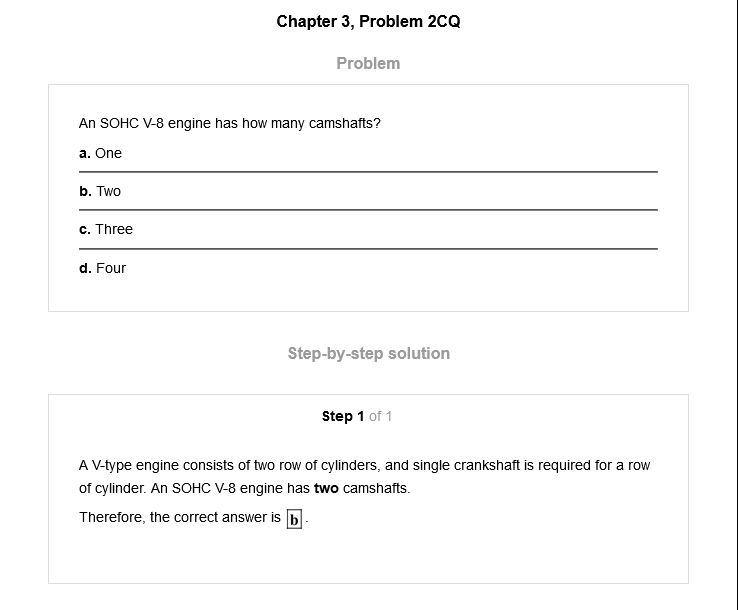 Chapter 3, Problem 2CQ
Problem
An SOHC V-8 engine has how many camshafts?
a. One
b. Two
c. Three
d. Four
Step-by-step solution
Step 1 of 1
A V-type engine consists of two row of cylinders, and single crankshaft is required for a row
of cylinder. An SOHC V-8 engine has two camshafts.
Therefore, the correct answer is b.